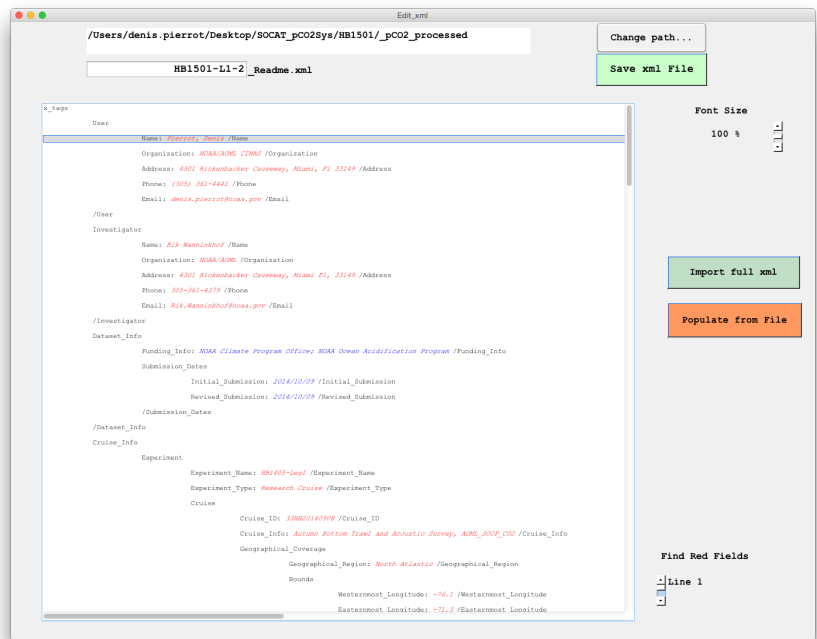 Edit_xml
/Users/denis.pierrot/Desktop/SOCAT_pCO2Sys/HB1501/_pCO2_processed
Change path...
HB1501-L1-2 _Readme.xml
Save xml File
x_tags
User
Name: Pierrot, Denis /Name
Organization: NOAA/AOML CIMAS /Organization
Address: 4301 Rickenbacker Causeway, Miami, Fl 33149 /Address
Phone: (305) 361-4441 /Phone
Email: denis.pierrot@noaa.gov /Email
/User
Investigator
Name: Rik Wanninkhof /Name
Organization: NOAA/AOML /Organization
Address: 4301 Rickenbacker Causeway, Miami Fl, 33149 /Address
Phone: 305-361-4379 /Phone
Email: Rik.Wanninkhof@noaa.gov /Email
/Investigator
Dataset_Info
Funding_Info: NOAA Climate Program Office; NOAA Ocean Acidification Program /Funding_Info
Submission_Dates
Initial_Submission: 2014/10/09 /Initial_Submission
Revised_Submission: 2014/10/09 /Revised_Submission
/Submission_Dates
/Dataset_Info
Cruise_Info
Experiment
Experiment_Name: HB1405-Leg1 /Experiment_Name
Experiment_Type: Research Cruise /Experiment_Type
Cruise
Cruise_ID: 33HH20140908 /Cruise_ID
Cruise_Info: Autumn Bottom Trawl and Acoustic Survey, AOML_SOOP_CO2 /Cruise_Info
Geographical_Coverage
Geographical_Region: North Atlantic /Geographical_Region
Bounds
Westernmost_Longitude: -76.1 /Westernmost_Longitude
Easternmost_Longitude: -71.3 /Easternmost_Longitude
Font Size
100 %
Import full xml
Populate from File
Find Red Fields
Line 1